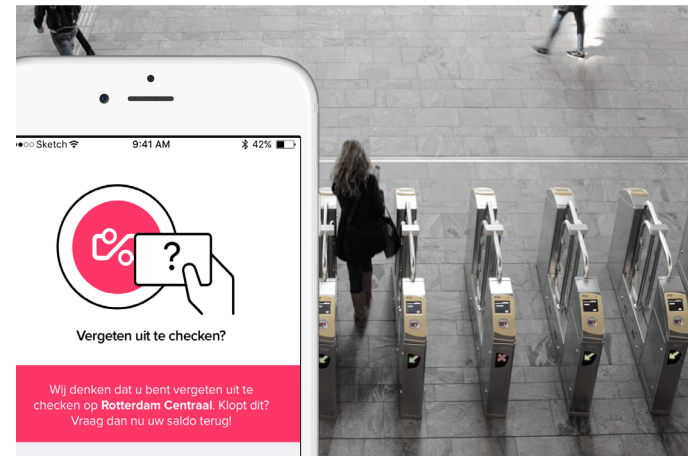 Sketch
9:41 AM
42%
?
Vergeten uit te checken?
Wij denken dat u bent vergeten uit te
checken op Rotterdam Centraal. Klopt dit?
Vraag dan nu uw saldo terug!